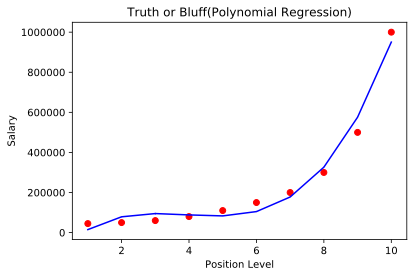 Truth or Bluff(Polynomial Regression)
1000000
800000
600000
400000
200000
0
Salary
2 4 6 8 10
Position Level